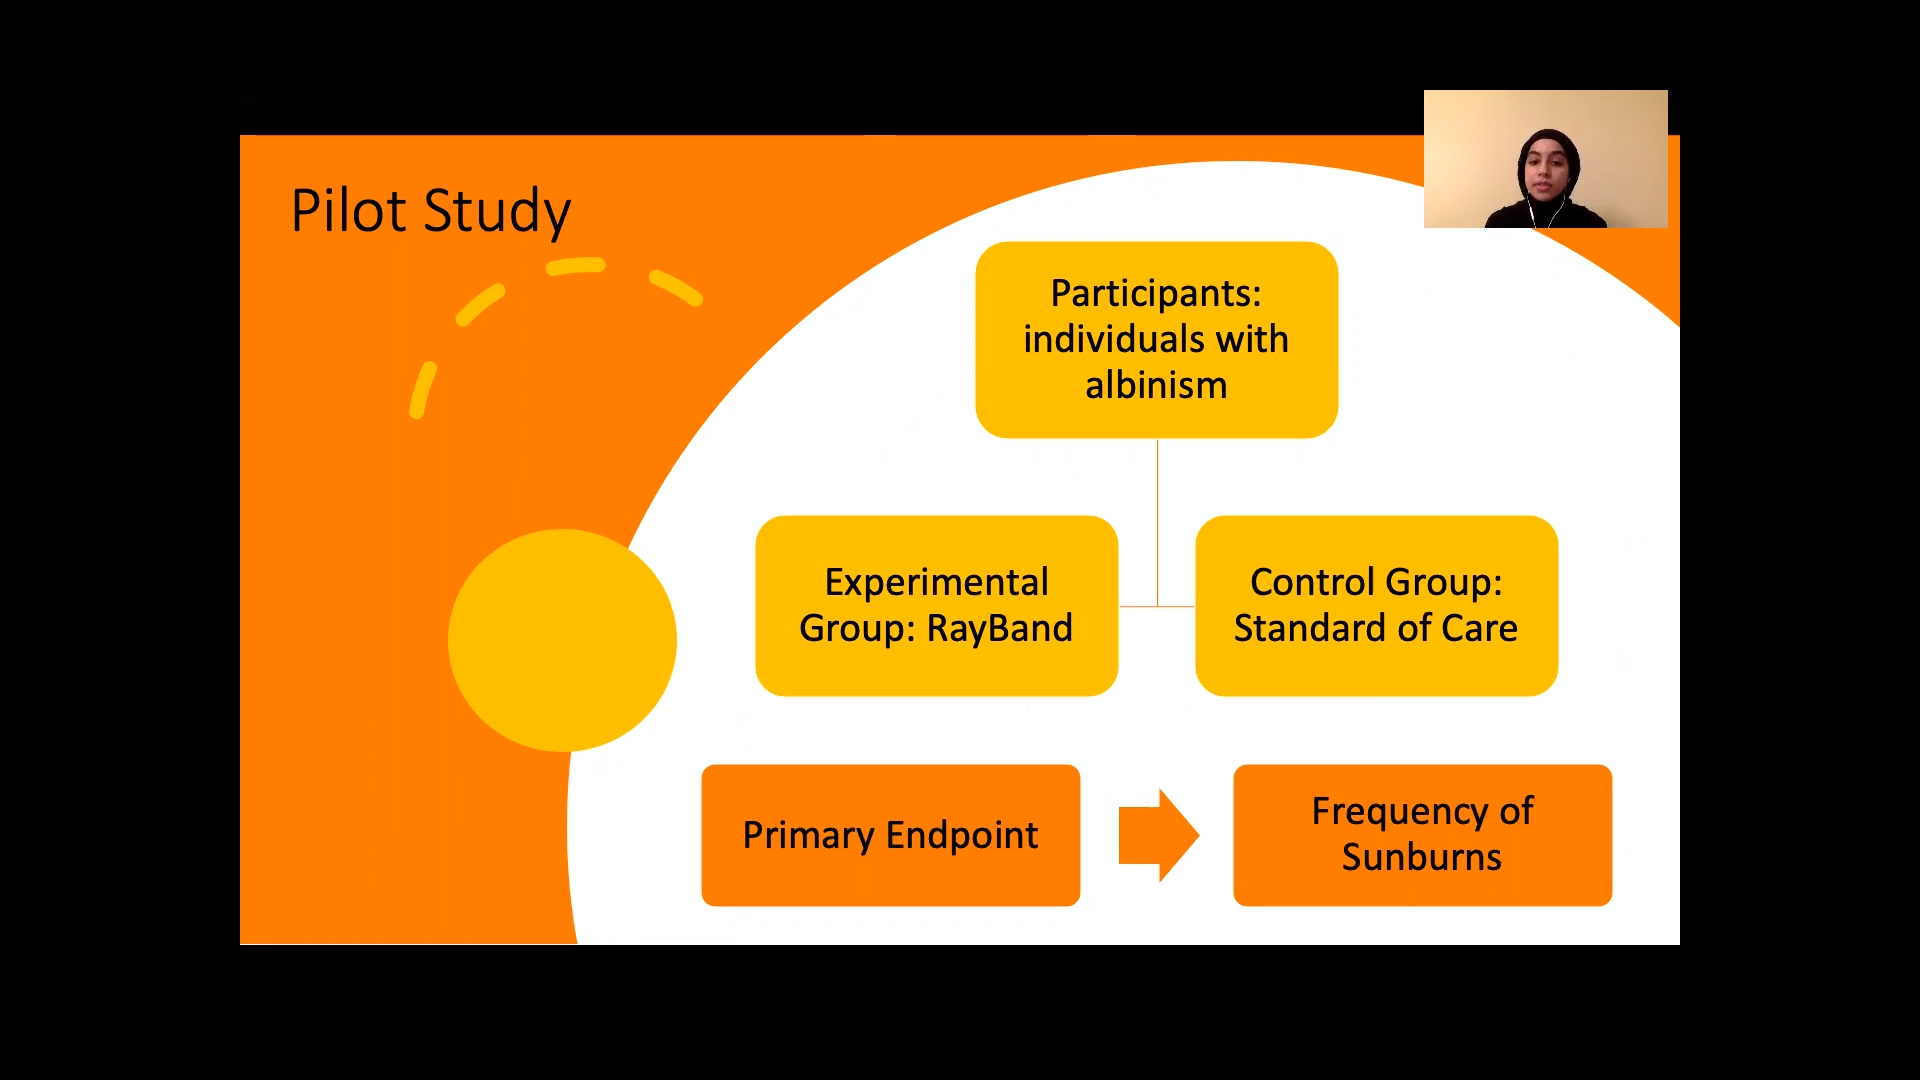 Pilot Study
Participants:
individuals with
albinism
Experimental
Group: RayBand
Control Group:
Standard of Care
Primary Endpoint
Frequency of
Sunburns